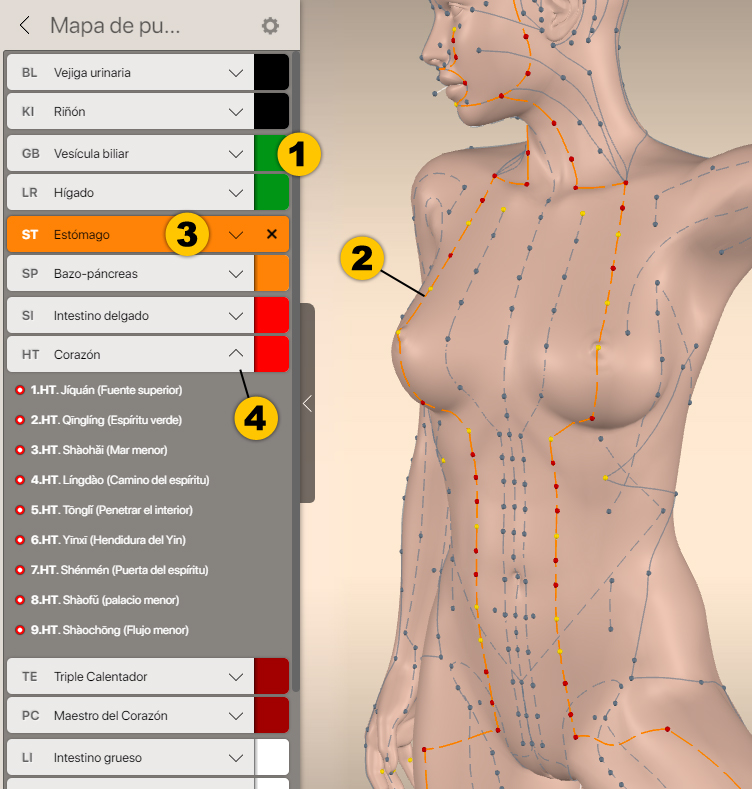 Mapa de pu...
BL Vejiga urinaria
KI Riñón
GB Vesícula biliar
1
LR Hígado
ST Estómago
3
2
SP Bazo-páncreas
SI Intestino delgado
HT Corazón
4
1.HT. Jíquán (Fuente superior)
2.HT. Qīnglíng (Espíritu verde)
3.HT. Shàohǎi (Mar menor)
4.HT. Língdào (Camino del espíritu)
5.HT. Tōnglǐ (Penetrar el interior)
6.HT. Yīnxī (Hendidura del Yin)
7.HT. Shénmén (Puerta del espíritu)
8.HT. Shàofǔ (palacio menor)
9.HT. Shàochōng (Flujo menor)
TE Triple Calentador
PC Maestro del Corazón
LI Intestino grueso